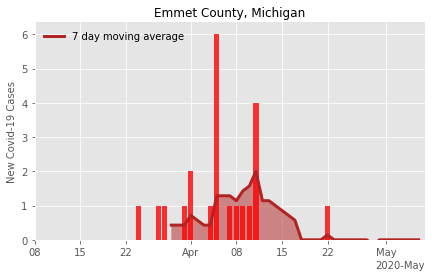 Emmet County, Michigan
7 day moving average
New Covid-19 Cases
6
5
4
3
2
1
0
08 15 22 Apr 08 15 22 May
2020-May